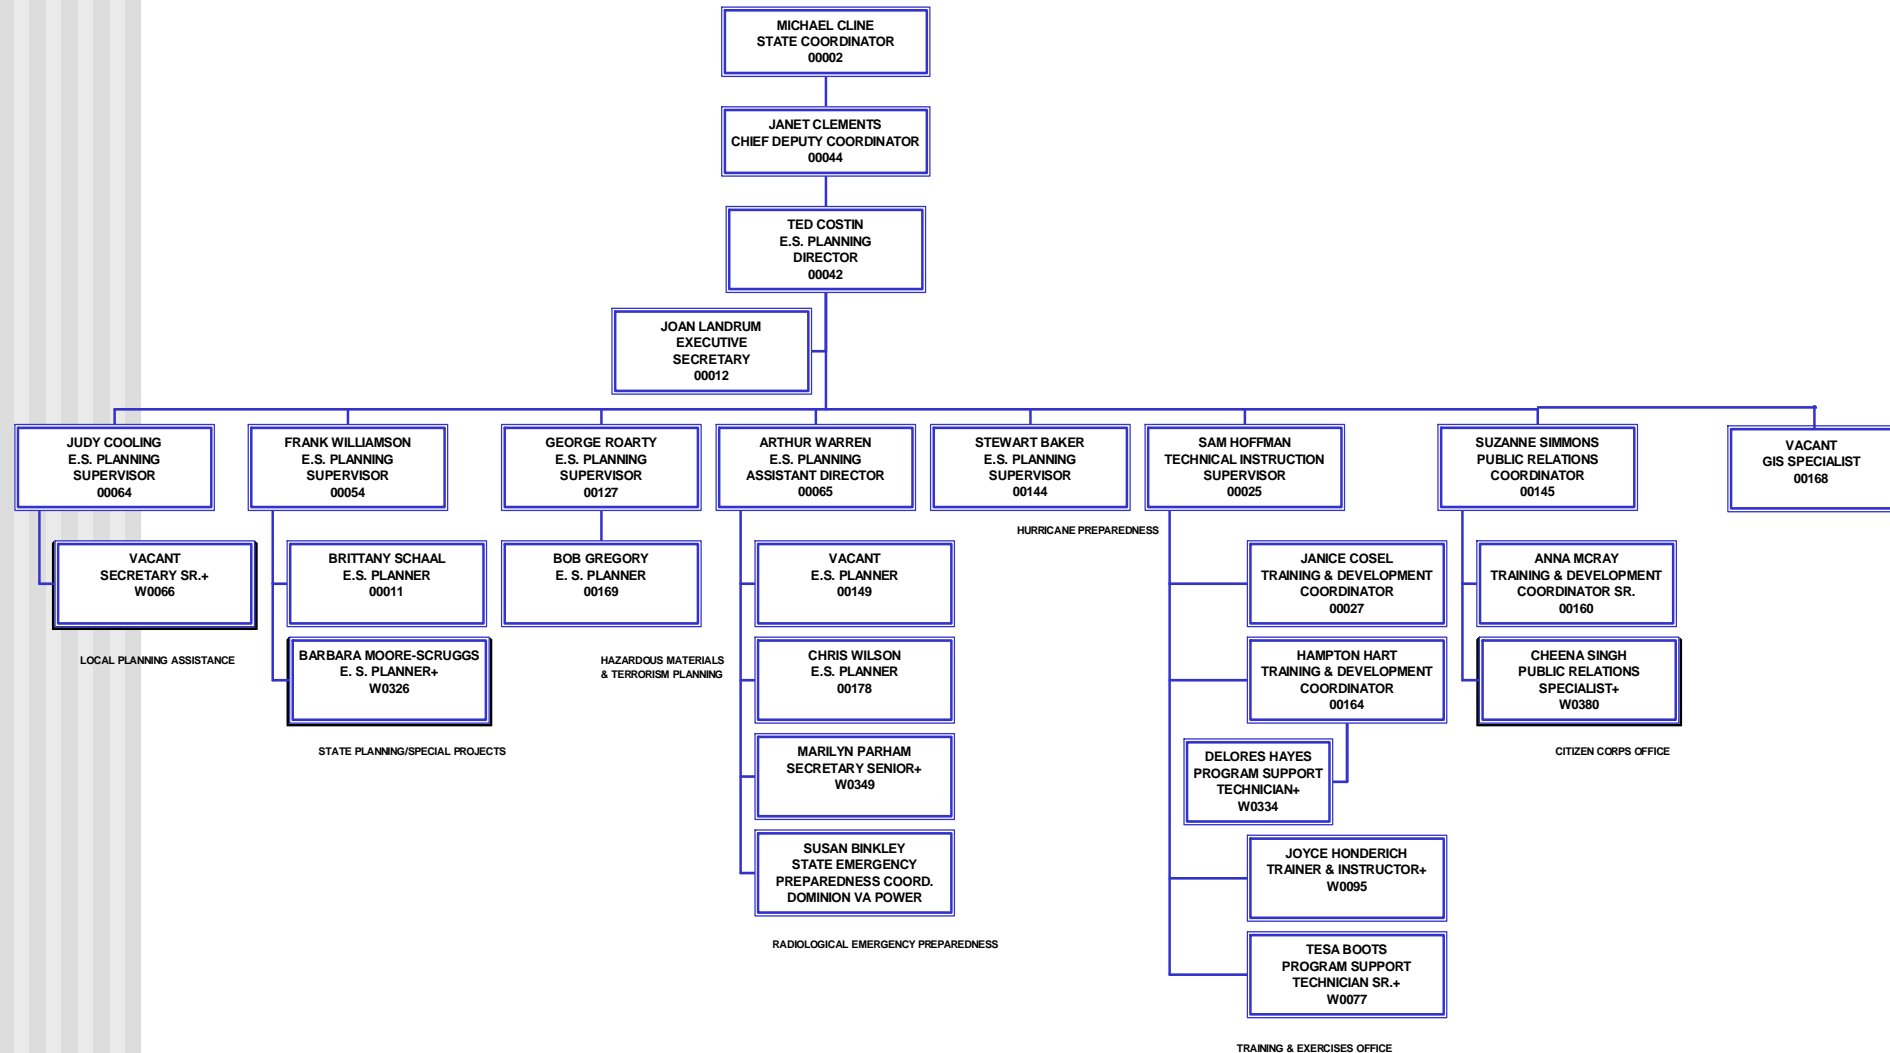 MICHAEL CLINE
STATE COORDINATOR
00002
JANET CLEMENTS
CHIEF DEPUTY COORDINATOR
00044
TED COSTIN
E.S. PLANNING
DIRECTOR
00042
JOAN LANDRUM
EXECUTIVE
SECRETARY
00012
JUDY COOLING
E.S. PLANNING
SUPERVISOR
00064
FRANK WILLIAMSON
E.S. PLANNING
SUPERVISOR
00054
GEORGE ROARTY
E.S. PLANNING
SUPERVISOR
00127
ARTHUR WARREN
E.S. PLANNING
ASSISTANT DIRECTOR
00065
STEWART BAKER
E.S. PLANNING
SUPERVISOR
00144
SAM HOFFMAN
TECHNICAL INSTRUCTION
SUPERVISOR
00025
SUZANNE SIMMONS
PUBLIC RELATIONS
COORDINATOR
00145
VACANT
GIS SPECIALIST
00168
VACANT
SECRETARY SR.+
W0066
LOCAL PLANNING ASSISTANCE
BRITTANY SCHAAL
E.S. PLANNER
00011
BARBARA MOORE-SCRUGGS
E. S. PLANNER+
W0326
STATE PLANNING/SPECIAL PROJECTS
BOB GREGORY
E. S. PLANNER
00169
HAZARDOUS MATERIALS
& TERRORISM PLANNING
VACANT
E.S. PLANNER
00149
CHRIS WILSON
E.S. PLANNER
00178
MARILYN PARHAM
SECRETARY SENIOR+
W0349
SUSAN BINKLEY
STATE EMERGENCY
PREPAREDNESS COORD.
DOMINION VA POWER
RADIOLOGICAL EMERGENCY PREPAREDNESS
HURRICANE PREPAREDNESS
JANICE COSEL
TRAINING & DEVELOPMENT
COORDINATOR
00027
HAMPTON HART
TRAINING & DEVELOPMENT
COORDINATOR
00164
DELORES HAYES
PROGRAM SUPPORT
TECHNICIAN+
W0334
JOYCE HONDERICH
TRAINER & INSTRUCTOR+
W0095
TESA BOOTS
PROGRAM SUPPORT
TECHNICIAN SR.+
W0077
TRAINING & EXERCISES OFFICE
ANNA MCRAY
TRAINING & DEVELOPMENT
COORDINATOR SR.
00160
CHEENA SINGH
PUBLIC RELATIONS
SPECIALIST+
W0380
CITIZEN CORPS OFFICE